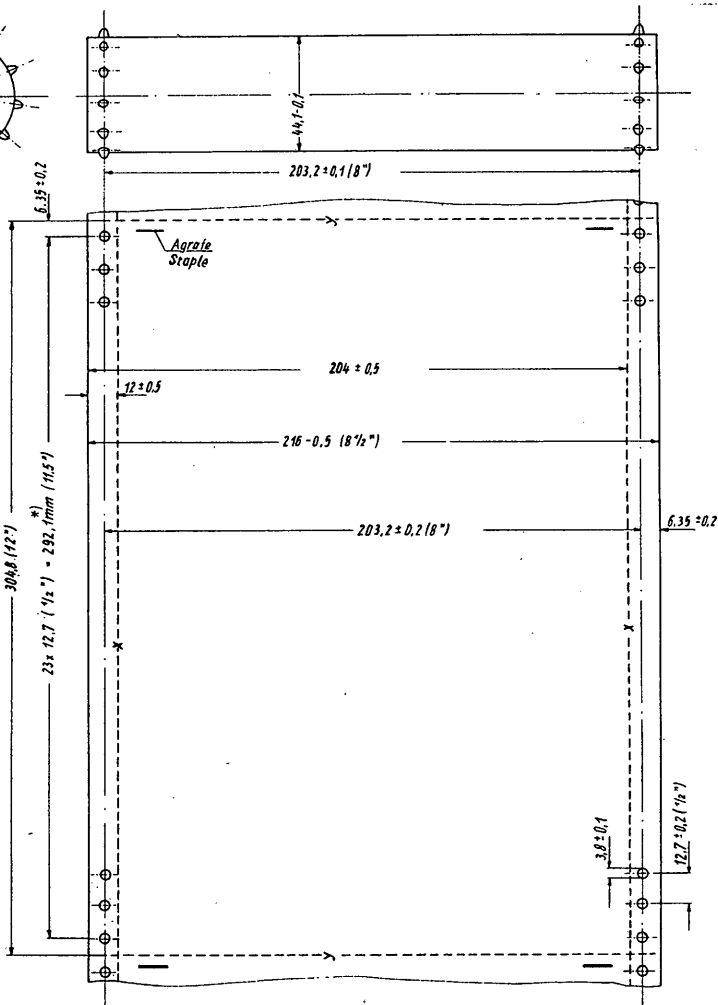 44,1-0,1
203,2 ±0,1 (8")
6,35 ±0,2
y
Agrafe
Staple
204 ±0,5
12 ±0,5
216-0,5 (8 1/2")
203,2 ±0,2 (8")
6,35 ±0,2
304,8 (12")
23x 12,7 (1/2") = 292,1mm (11,5") *)
x
x
3,8 ±0,1
12,7 ±0,2 (1/2")
y